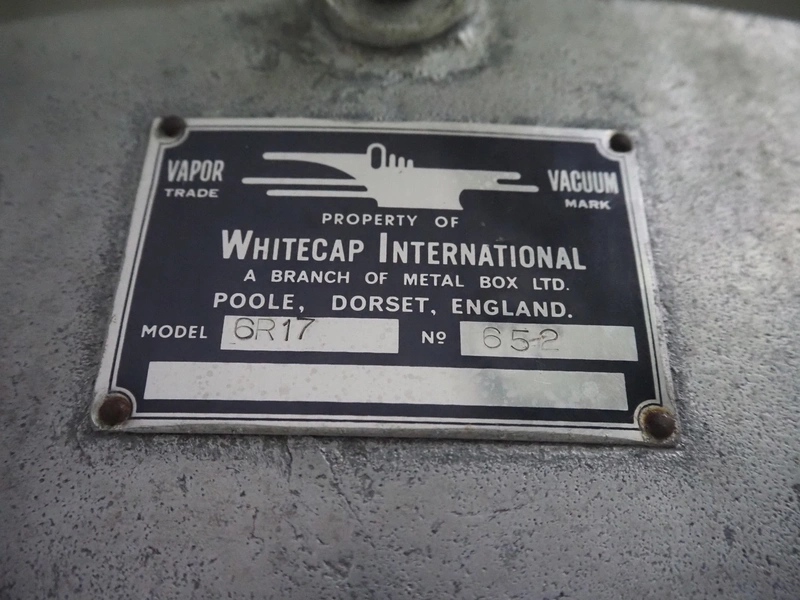 VAPOR VACUUM
TRADE MARK
PROPERTY OF
WHITECAP INTERNATIONAL
A BRANCH OF METAL BOX LTD.
POOLE, DORSET, ENGLAND.
MODEL 6R17 Nº 652